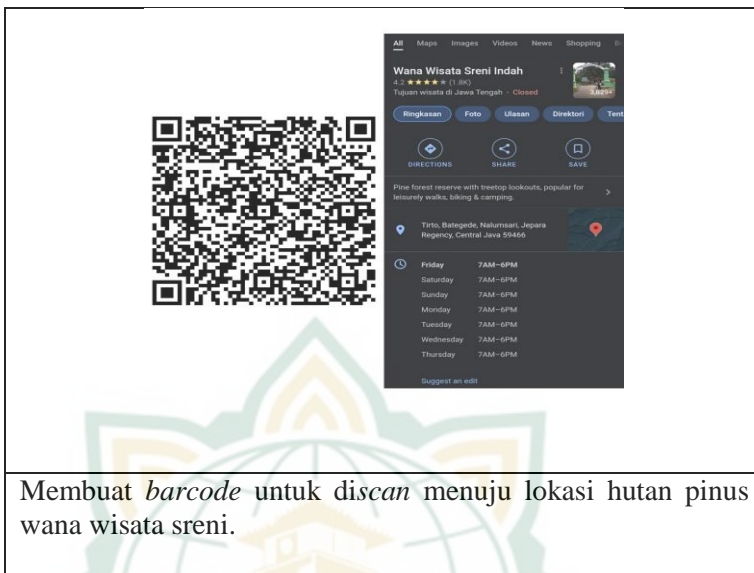 All Maps Images Videos News Shopping
Wana Wisata Sreni Indah
4.2 ★★★★★ (1.8K)
3,829+
Tujuan wisata di Jawa Tengah · Closed
Ringkasan Foto Ulasan Direktori Tent
DIRECTIONS SHARE SAVE
Pine forest reserve with treetop lookouts, popular for
leisurely walks, biking & camping.
Tirto, Bategede, Nalumsari, Jepara
Regency, Central Java 59466
Friday 7AM–6PM
Saturday 7AM–6PM
Sunday 7AM–6PM
Monday 7AM–6PM
Tuesday 7AM–6PM
Wednesday 7AM–6PM
Thursday 7AM–6PM
Suggest an edit
Membuat barcode untuk discan menuju lokasi hutan pinus
wana wisata sreni.